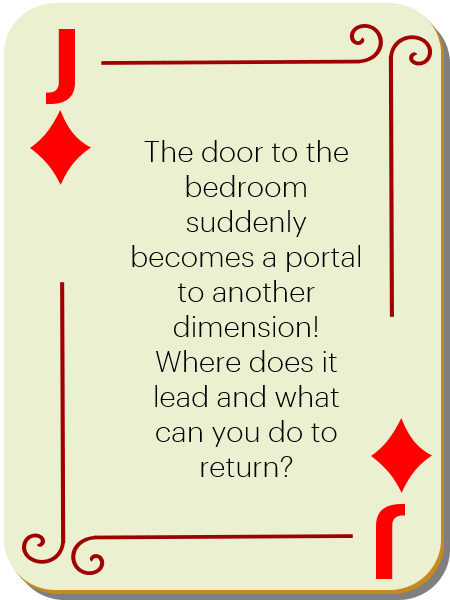 J
The door to the
bedroom
suddenly
becomes a portal
to another
dimension!
Where does it
lead and what
can you do to
return?
J